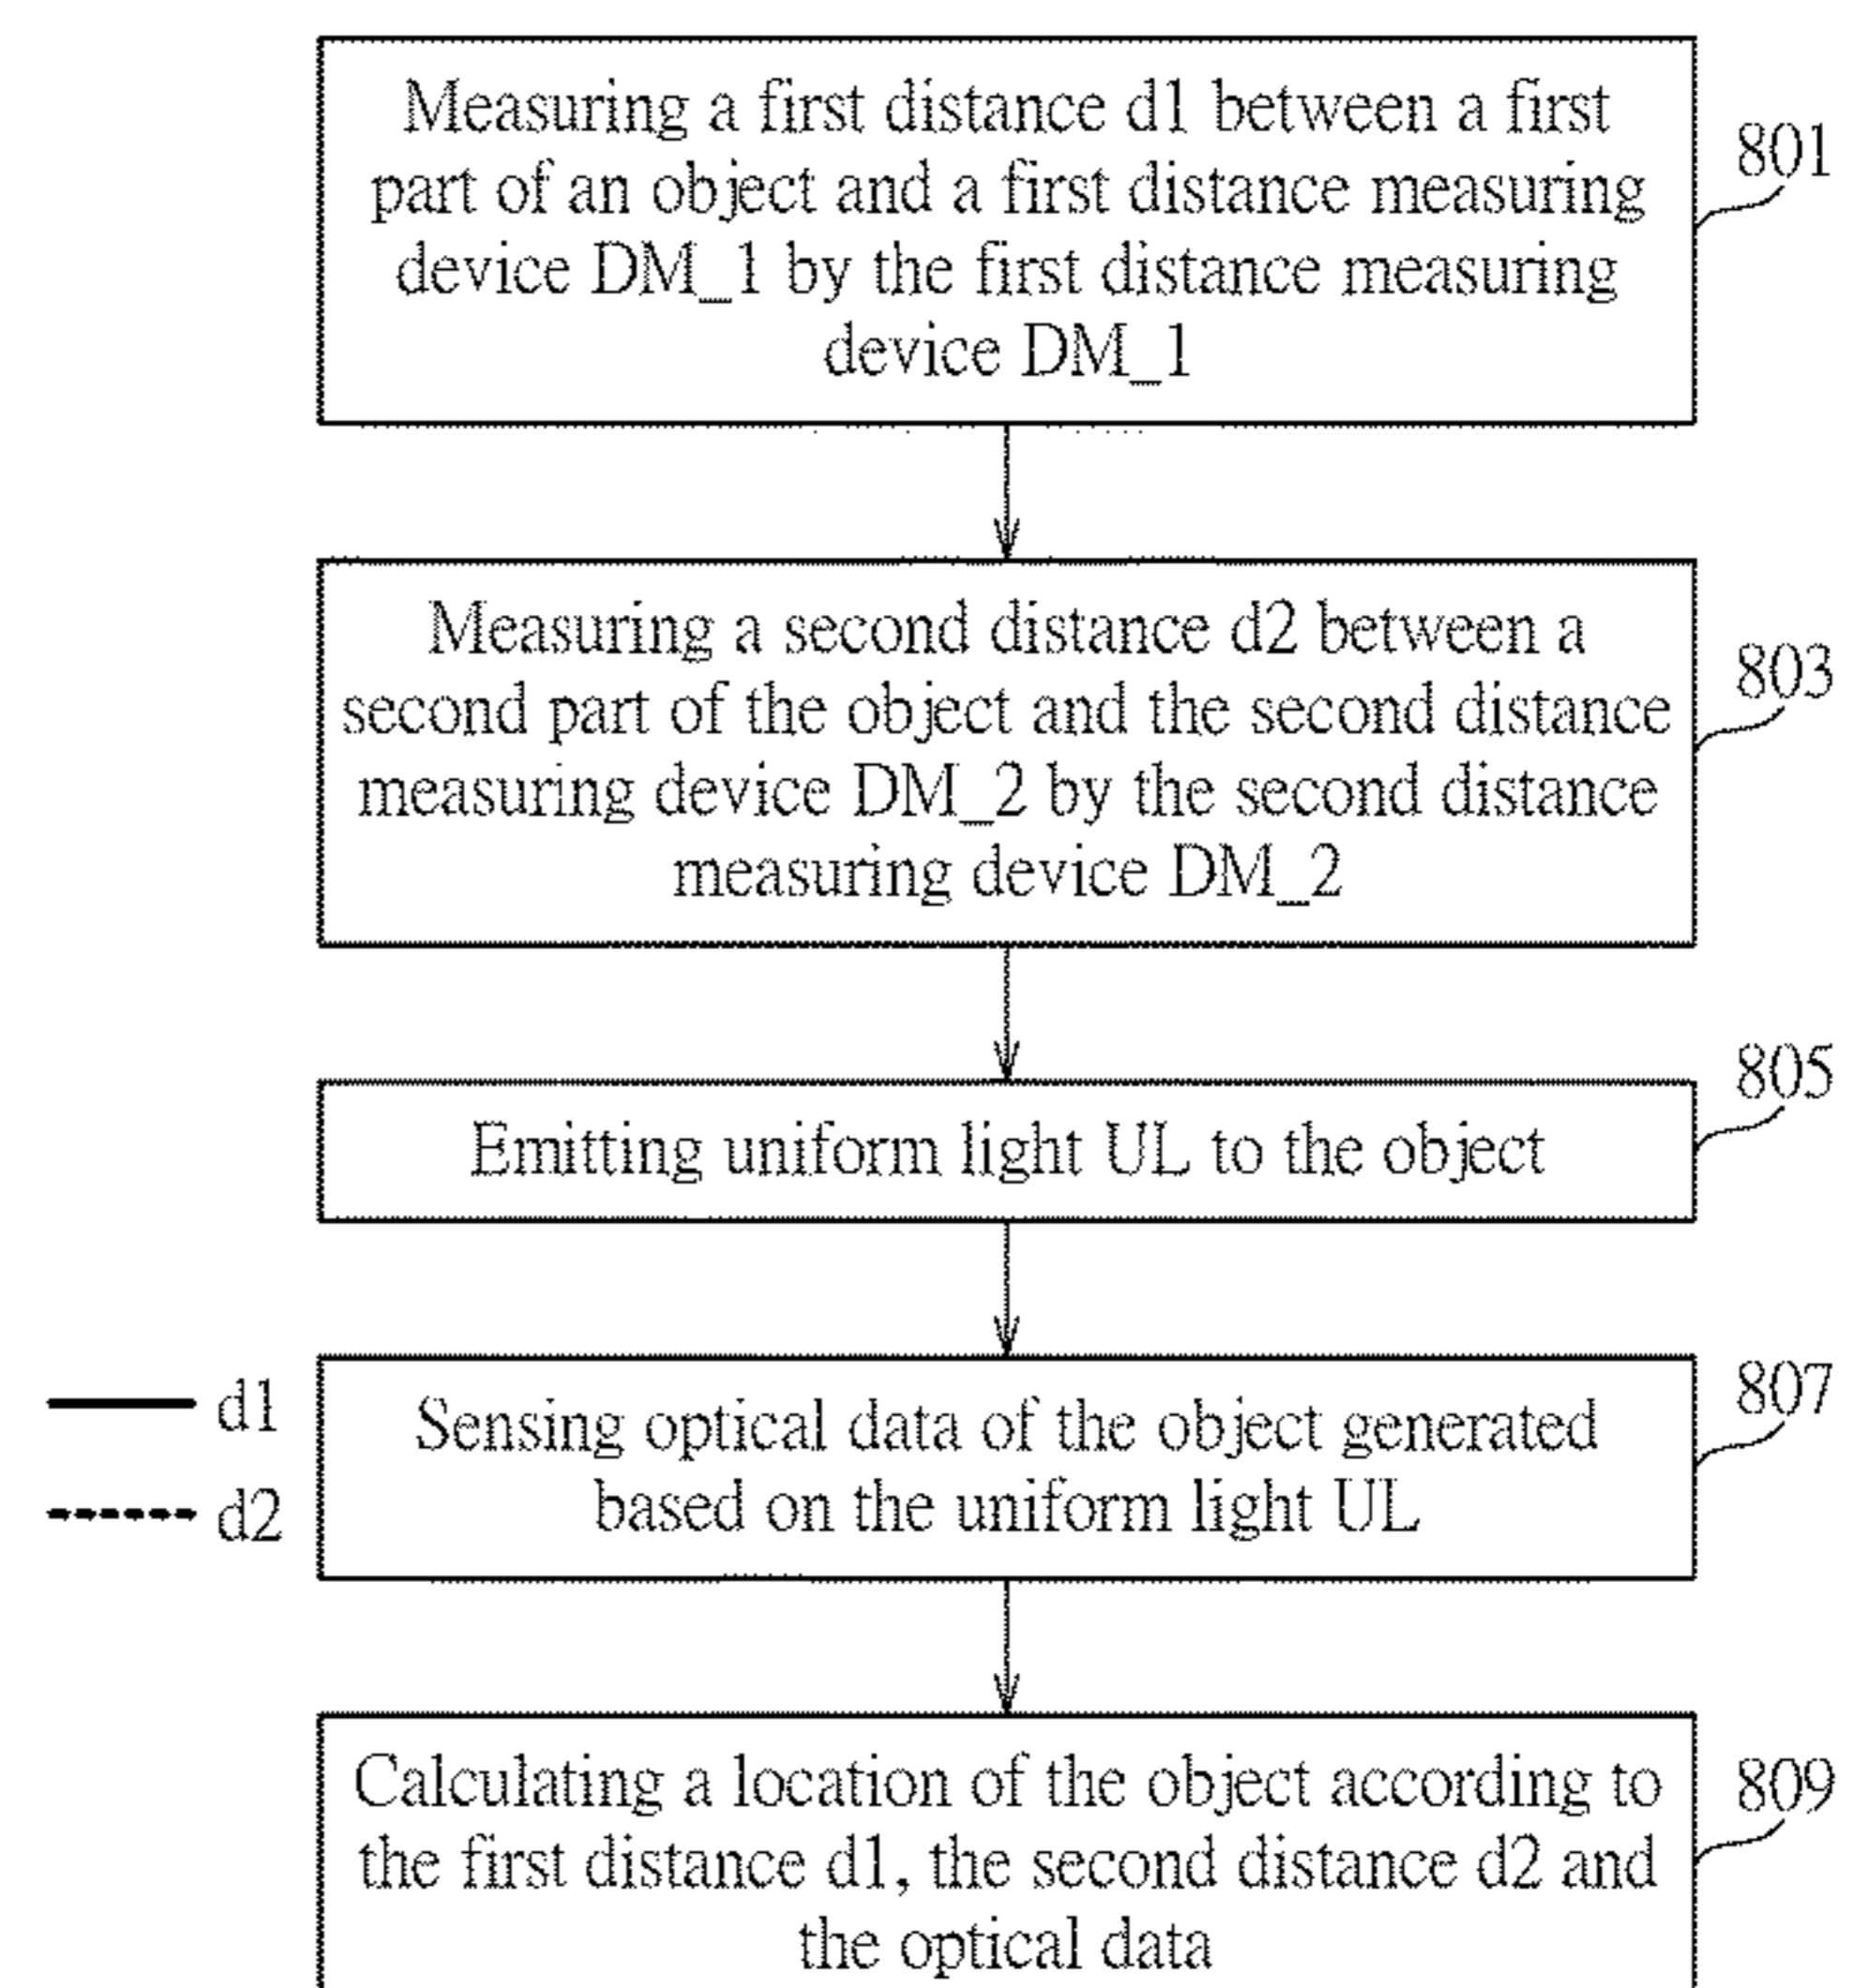 Measuring a first distance d1 between a first
part of an object and a first distance measuring
device DM_1 by the first distance measuring
device DM_1
801
Measuring a second distance d2 between a
second part of the object and the second distance
measuring device DM_2 by the second distance
measuring device DM_2
803
Emitting uniform light UL to the object
805
Sensing optical data of the object generated
based on the uniform light UL
807
d1
d2
Calculating a location of the object according to
the first distance d1, the second distance d2 and
the optical data
809